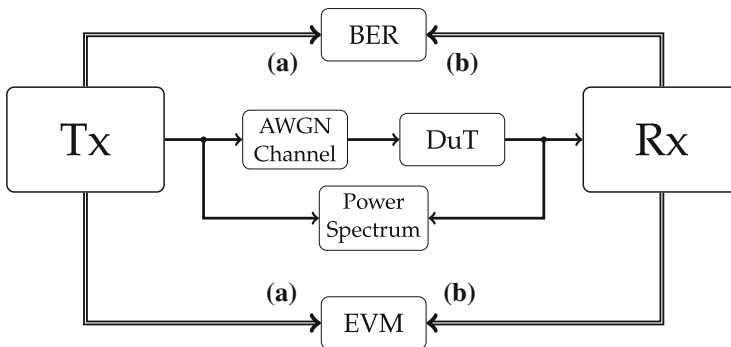 BER
(a)
(b)
Tx
AWGN
Channel
DuT
Rx
Power
Spectrum
(a)
(b)
EVM